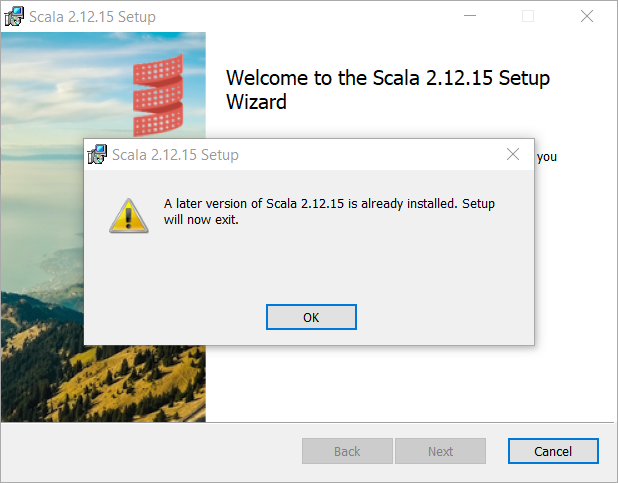 Scala 2.12.15 Setup
Welcome to the Scala 2.12.15 Setup
Wizard
you
Scala 2.12.15 Setup
A later version of Scala 2.12.15 is already installed. Setup
will now exit.
OK
Back
Next
Cancel